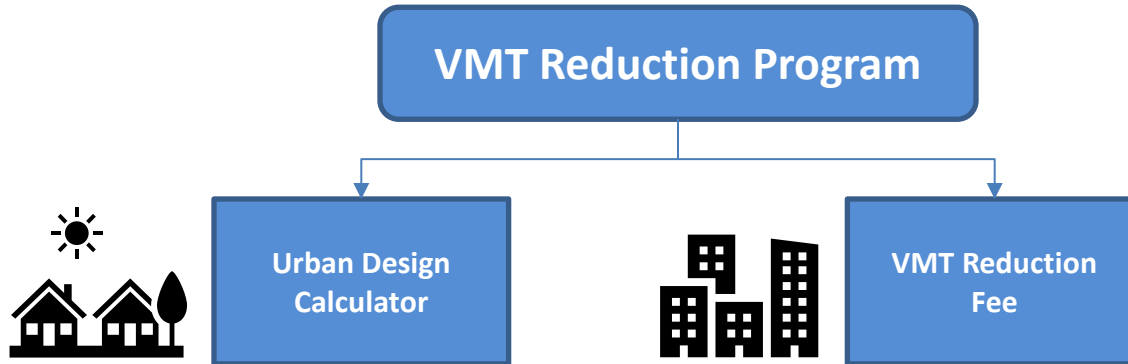 VMT Reduction Program
Urban Design
Calculator
VMT Reduction
Fee